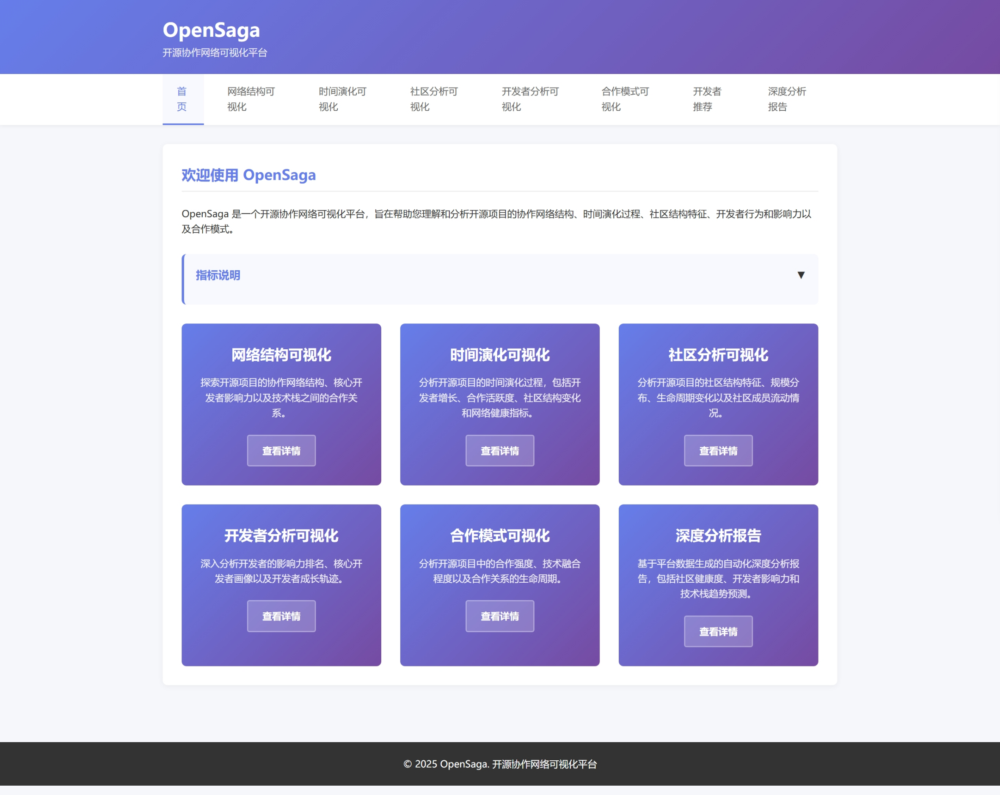 OpenSaga
开源协作网络可视化平台
首
页
网络结构可
视化
时间演化可
视化
社区分析可
视化
开发者分析可
视化
合作模式可
视化
开发者
推荐
深度分析
报告
欢迎使用 OpenSaga
OpenSaga 是一个开源协作网络可视化平台，旨在帮助您理解和分析开源项目的协作网络结构、时间演化过程、社区结构特征、开发者行为和影响力以
及合作模式。
指标说明
▼
网络结构可视化
探索开源项目的协作网络结构、核心开
发者影响力以及技术栈之间的合作关
系。
查看详情
时间演化可视化
分析开源项目的时间演化过程，包括开
发者增长、合作活跃度、社区结构变化
和网络健康指标。
查看详情
社区分析可视化
分析开源项目的社区结构特征、规模分
布、生命周期变化以及社区成员流动情
况。
查看详情
开发者分析可视化
深入分析开发者的影响力排名、核心开
发者画像以及开发者成长轨迹。
查看详情
合作模式可视化
分析开源项目中的合作强度、技术融合
程度以及合作关系的生命周期。
查看详情
深度分析报告
基于平台数据生成的自动化深度分析报
告，包括社区健康度、开发者影响力和
技术栈趋势预测。
查看详情
© 2025 OpenSaga. 开源协作网络可视化平台